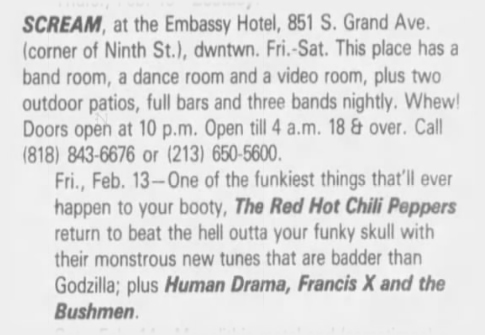 SCREAM, at the Embassy Hotel, 851 S. Grand Ave.
(corner of Ninth St.), dwntwn. Fri.-Sat. This place has a
band room, a dance room and a video room, plus two
outdoor patios, full bars and three bands nightly. Whew!
Doors open at 10 p.m. Open till 4 a.m. 18 & over. Call
(818) 843-6676 or (213) 650-5600.
Fri., Feb. 13—One of the funkiest things that'll ever
happen to your booty, The Red Hot Chili Peppers
return to beat the hell outta your funky skull with
their monstrous new tunes that are badder than
Godzilla; plus Human Drama, Francis X and the
Bushmen.